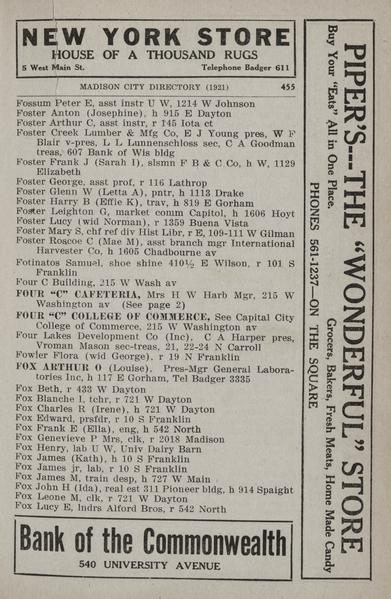 NEW YORK STORE
HOUSE OF A THOUSAND RUGS
5 West Main St. Telephone Badger 611
MADISON CITY DIRECTORY (1921) 455
Fossum Peter E, asst instr U W, 1214 W Johnson
Foster Anton (Josephine), h 915 E Dayton
Foster Arthur C, asst instr, r 145 Iota ct
Foster Creek Lumber & Mfg Co, E J Young pres, W F
Blair v-pres, L L Lunnenschloss sec, C A Goodman
treas, 607 Bank of Wis bldg
Foster Frank J (Sarah I), slsmn F B & C Co, h W, 1129
Elizabeth
Foster George, asst prof, r 116 Lathrop
Foster Glenn W (Letta A), pntr, h 1113 Drake
Foster Harry B (Effie K), trav, h 819 E Gorham
Foster Leighton G, market comm Capitol, h 1606 Hoyt
Foster Lucy (wid Norman), r 1359 Buena Vista
Foster Mary S, chf ref div Hist Libr, r E, 109-111 W Gilman
Foster Roscoe C (Mae M), asst branch mgr International
Harvester Co, h 1605 Chadbourne av
Fotinatos Samuel, shoe shine 410½ E Wilson, r 101 S
Franklin
Four C Building, 215 W Wash av
FOUR "C" CAFETERIA, Mrs H W Harb Mgr, 215 W
Washington av (See page 2)
FOUR "C" COLLEGE OF COMMERCE, See Capital City
College of Commerce, 215 W Washington av
Four Lakes Development Co (Inc), C A Harper pres,
Vroman Mason sec-treas, 21, 22-24 N Carroll
Fowler Flora (wid George), r 19 N Franklin
FOX ARTHUR O (Louise), Pres-Mgr General Labora-
tories Inc, h 117 E Gorham, Tel Badger 3335
Fox Beth, r 433 W Dayton
Fox Blanche I, tchr, r 721 W Dayton
Fox Charles R (Irene), h 721 W Dayton
Fox Edward, prsfdr, r 10 S Franklin
Fox Frank E (Ella), eng, h 542 North
Fox Genevieve P Mrs, clk, r 2018 Madison
Fox Henry, lab U W, Univ Dairy Barn
Fox James (Kath), h 10 S Franklin
Fox James jr, lab, r 10 S Franklin
Fox James M, train desp, h 727 W Main
Fox John H (Ida), real est 311 Pioneer bldg, h 914 Spaight
Fox Leone M, clk, r 721 W Dayton
Fox Lucy E, lndrs Alford Bros, r 542 North
Bank of the Commonwealth
540 UNIVERSITY AVENUE
PIPER'S---THE "WONDERFUL" STORE
Buy Your "Eats" All in One Place. Grocers, Bakers, Fresh Meats, Home Made Candy
PHONES 561-1237—ON THE SQUARE